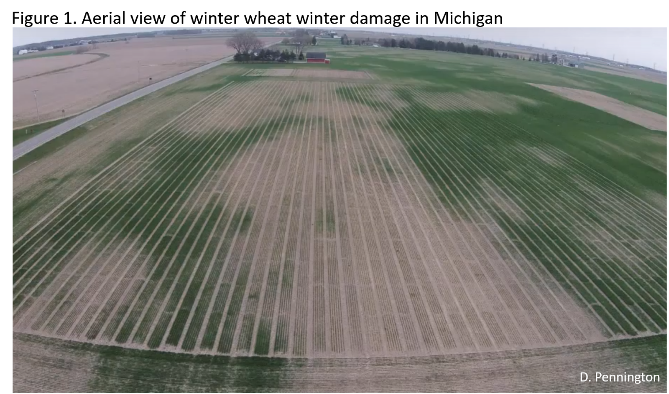 Figure 1. Aerial view of winter wheat winter damage in Michigan
D. Pennington